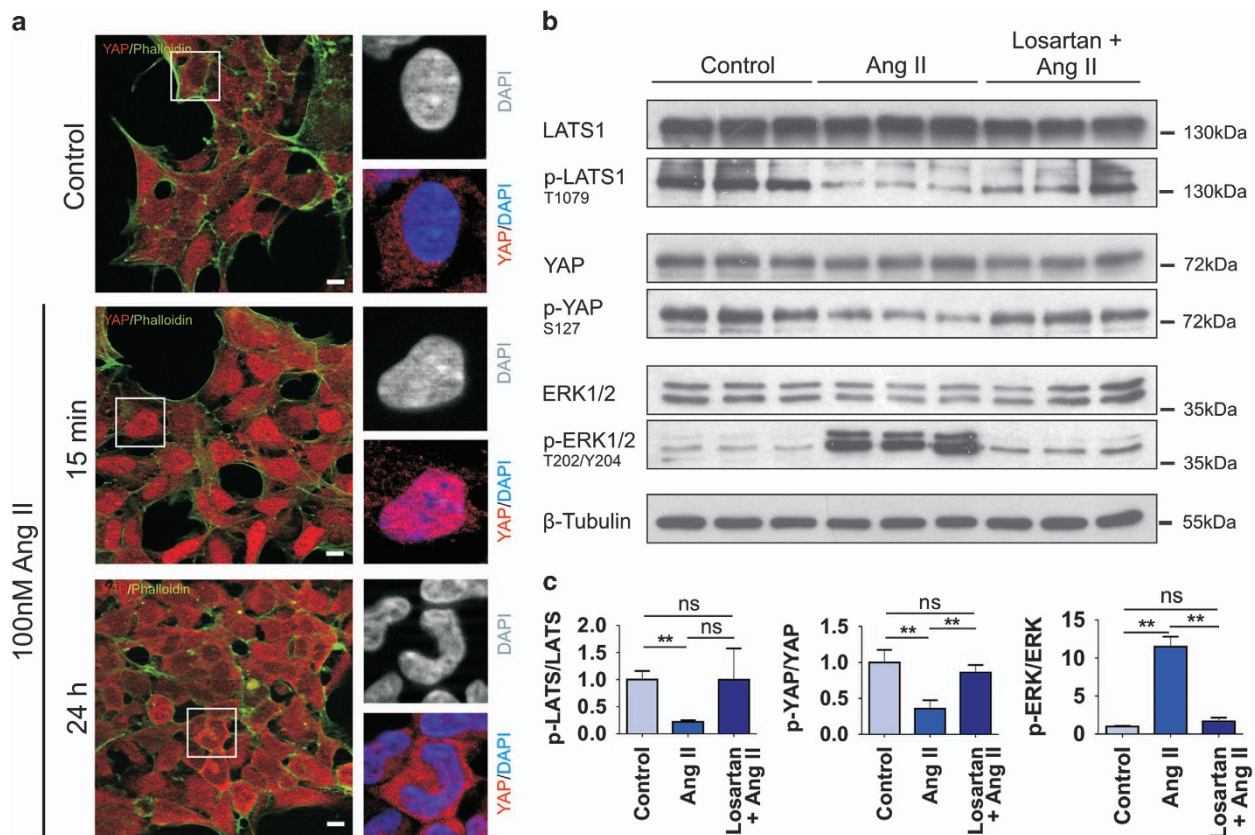 a
YAP/Phalloidin
DAPI
YAP/DAPI
Control
YAP/Phalloidin
DAPI
YAP/DAPI
15 min
YAP/Phalloidin
DAPI
YAP/DAPI
24 h
100nM Ang II
b
Control
Ang II
Losartan +
Ang II
LATS1
130kDa
p-LATS1
T1079
130kDa
YAP
72kDa
p-YAP
S127
72kDa
ERK1/2
35kDa
p-ERK1/2
T202/Y204
35kDa
β-Tubulin
55kDa
c
p-LATS/LATS
2.0
1.5
1.0
0.5
0.0
ns
**
ns
Control
Ang II
Losartan
+ Ang II
p-YAP/YAP
1.5
1.0
0.5
0.0
ns
**
**
Control
Ang II
Losartan
+ Ang II
p-ERK/ERK
15
10
5
0
ns
**
**
Control
Ang II
Losartan
+ Ang II